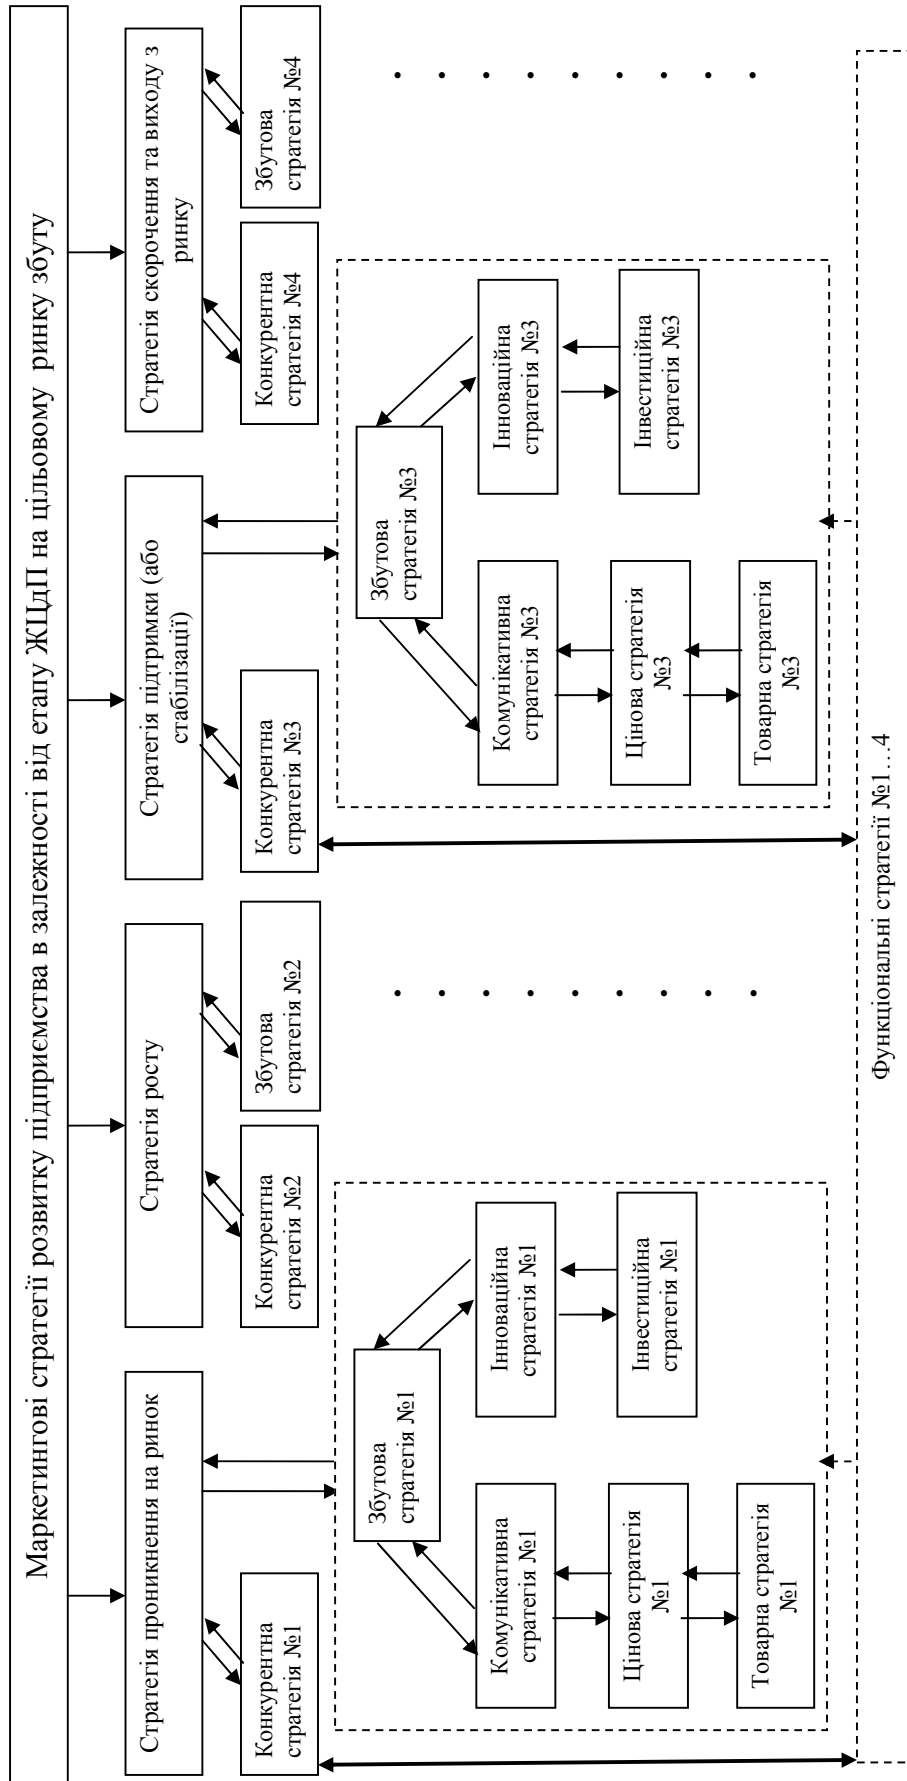 Маркетингові стратегії розвитку підприємства в залежності від етапу ЖЦдП на цільовому ринку збуту
Стратегія проникнення на ринок
Стратегія росту
Стратегія підтримки (або
стабілізації)
Стратегія скорочення та виходу з
ринку
Конкурентна
стратегія №1
Конкурентна
стратегія №2
Збутова
стратегія №2
Конкурентна
стратегія №3
Конкурентна
стратегія №4
Збутова
стратегія №4
Збутова
стратегія №1
Комунікативна
стратегія №1
Інноваційна
стратегія №1
Цінова стратегія
№1
Інвестиційна
стратегія №1
Товарна стратегія
№1
Збутова
стратегія №3
Комунікативна
стратегія №3
Інноваційна
стратегія №3
Цінова стратегія
№3
Інвестиційна
стратегія №3
Товарна стратегія
№3
Функціональні стратегії №1…4